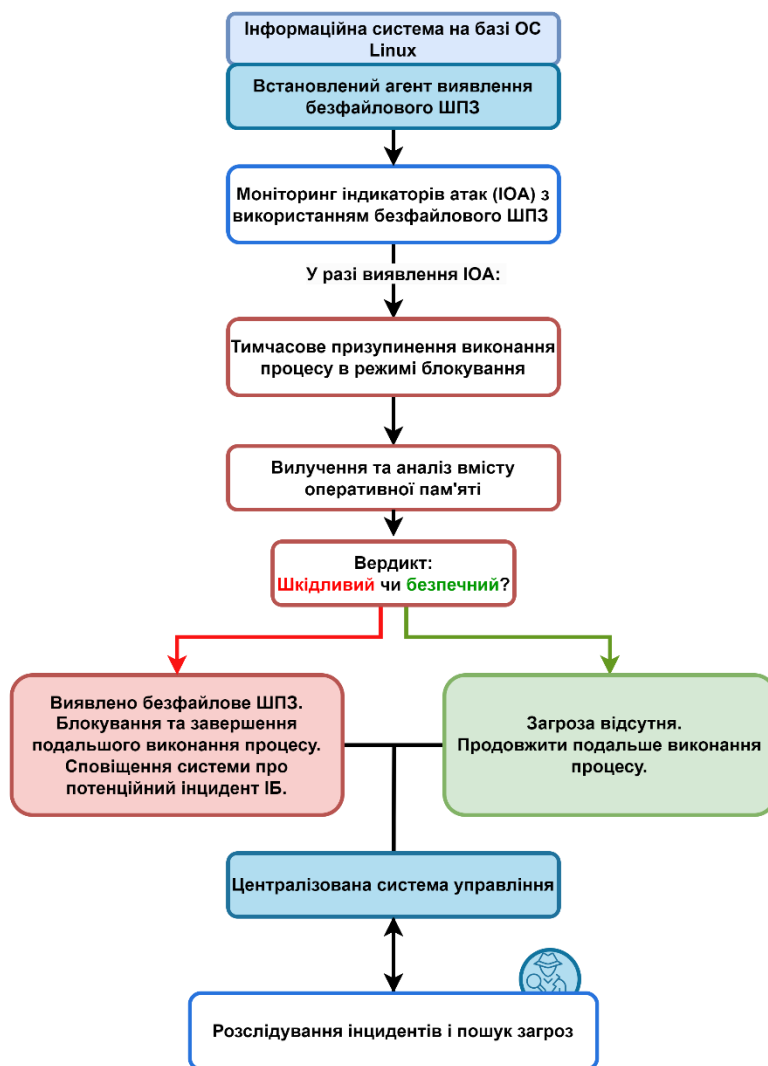 Інформаційна система на базі ОС
Linux
Встановлений агент виявлення
безфайлового ШПЗ
Моніторинг індикаторів атак (ІОА) з
використанням безфайлового ШПЗ
У разі виявлення ІОА:
Тимчасове призупинення виконання
процесу в режимі блокування
Вилучення та аналіз вмісту
оперативної пам'яті
Вердикт:
Шкідливий чи безпечний?
Виявлено безфайлове ШПЗ.
Блокування та завершення
подальшого виконання процесу.
Сповіщення системи про
потенційний інцидент ІБ.
Загроза відсутня.
Продовжити подальше виконання
процесу.
Централізована система управління
Розслідування інцидентів і пошук загроз